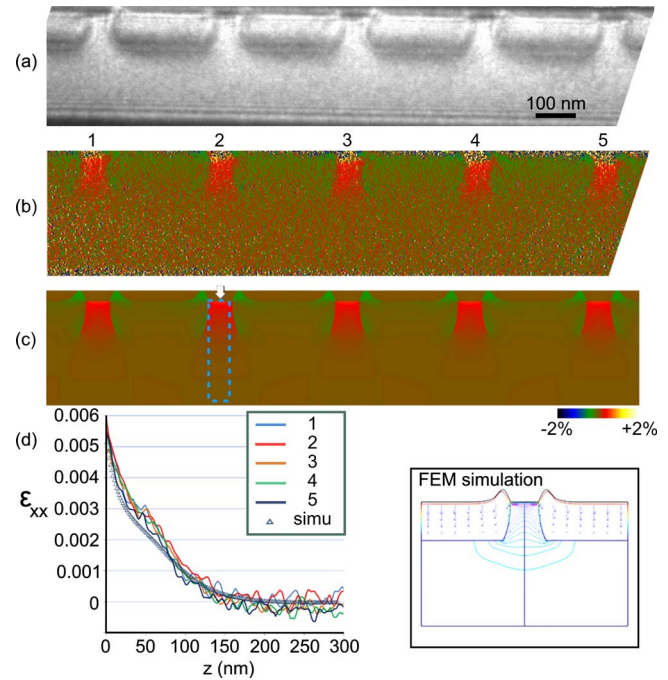 (a)
100 nm
1 2 3 4 5
(b)
(c)
-2% +2%
(d)
0.006
0.005
0.004
0.003
0.002
0.001
0
εxx
0 50 100 150 200 250 300
z (nm)
1
2
3
4
5
simu
FEM simulation